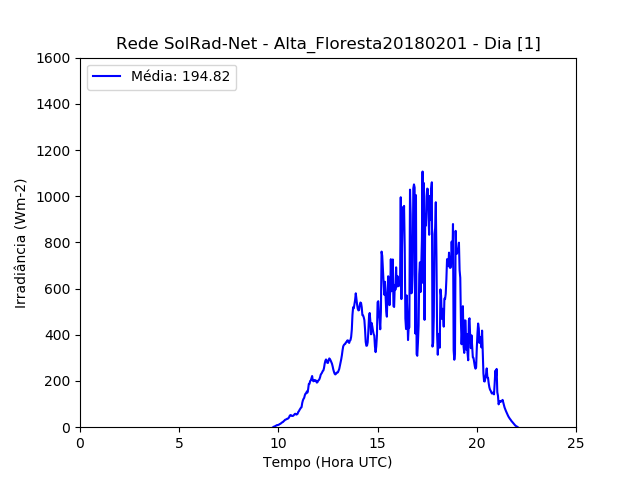 Rede SolRad-Net - Alta_Floresta20180201 - Dia [1]
Média: 194.82
1600
1400
1200
1000
800
600
400
200
0
Irradiância (Wm-2)
0 5 10 15 20 25
Tempo (Hora UTC)